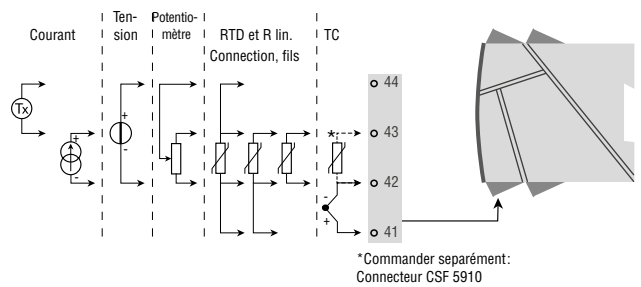 Courant
Ten-
sion
Potentio-
mètre
RTD et R lin.
Connection, fils
TC
Tx
+
-
+
-
*
-
+
44
43
42
41
*Commander separément:
Connecteur CSF 5910